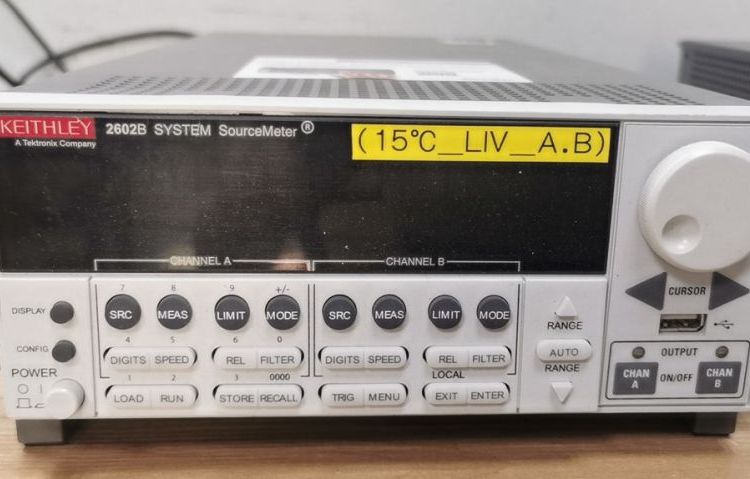 KEITHLEY 2602B SYSTEM SourceMeter ®
A Tektronix Company
(15℃_LIV_A.B)
CHANNEL A
CHANNEL B
7 8 9 +/-
DISPLAY
SRC MEAS LIMIT MODE SRC MEAS LIMIT MODE
CURSOR
RANGE
4 5 6 0
CONFIG
DIGITS SPEED REL FILTER DIGITS SPEED REL FILTER
AUTO
RANGE
OUTPUT
CHAN A ON/OFF CHAN B
POWER
1 2 3 0000 LOCAL
LOAD RUN STORE RECALL TRIG MENU EXIT ENTER